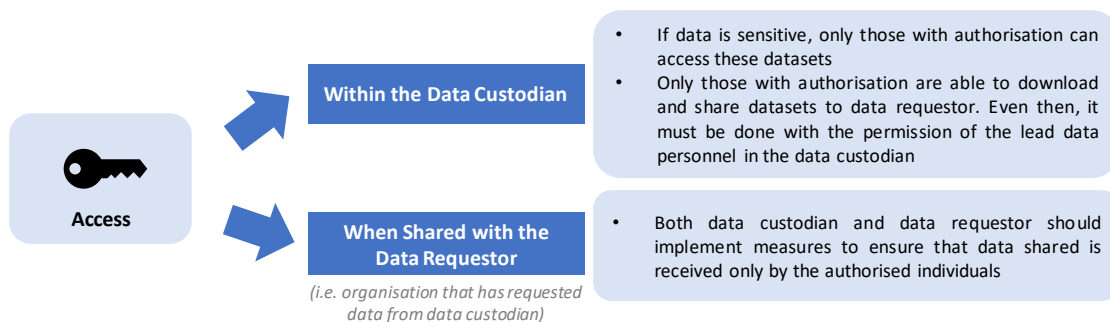 Access
Within the Data Custodian
• If data is sensitive, only those with authorisation can
access these datasets
• Only those with authorisation are able to download
and share datasets to data requestor. Even then, it
must be done with the permission of the lead data
personnel in the data custodian
When Shared with the
Data Requestor
(i.e. organisation that has requested
data from data custodian)
• Both data custodian and data requestor should
implement measures to ensure that data shared is
received only by the authorised individuals